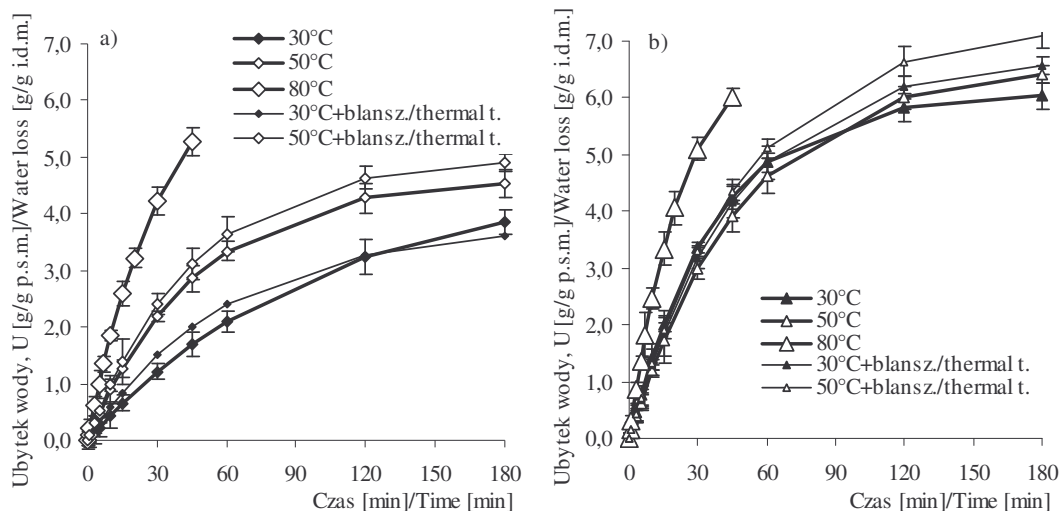 a)
Ubytek wody, U [g/g p.s.m.]/Water loss [g/g i.d.m.]
7,0
6,0
5,0
4,0
3,0
2,0
1,0
0,0
30°C
50°C
80°C
30°C+blansz./thermal t.
50°C+blansz./thermal t.
0 30 60 90 120 150 180
Czas [min]/Time [min]
b)
Ubytek wody, U [g/g p.s.m.]/Water loss [g/g i.d.m.]
7,0
6,0
5,0
4,0
3,0
2,0
1,0
0,0
30°C
50°C
80°C
30°C+blansz./thermal t.
50°C+blansz./thermal t.
0 30 60 90 120 150 180
Czas [min]/Time [min]